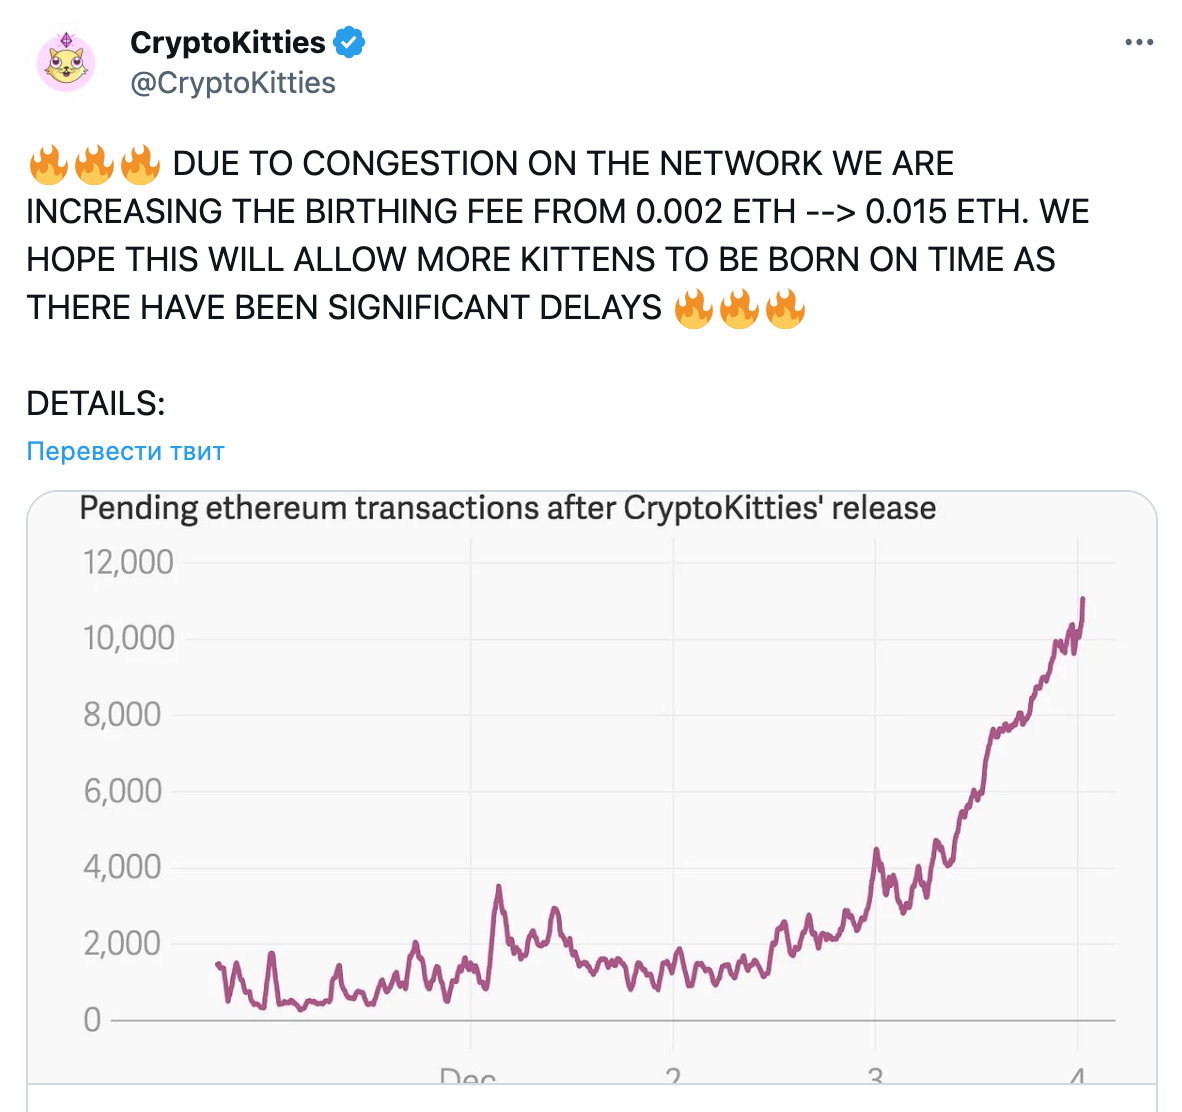 CryptoKitties
@CryptoKitties
🔥🔥🔥 DUE TO CONGESTION ON THE NETWORK WE ARE
INCREASING THE BIRTHING FEE FROM 0.002 ETH --> 0.015 ETH. WE
HOPE THIS WILL ALLOW MORE KITTENS TO BE BORN ON TIME AS
THERE HAVE BEEN SIGNIFICANT DELAYS 🔥🔥🔥
DETAILS:
Перевести твит
Pending ethereum transactions after CryptoKitties' release
12,000
10,000
8,000
6,000
4,000
2,000
0
Dec 2 3 4